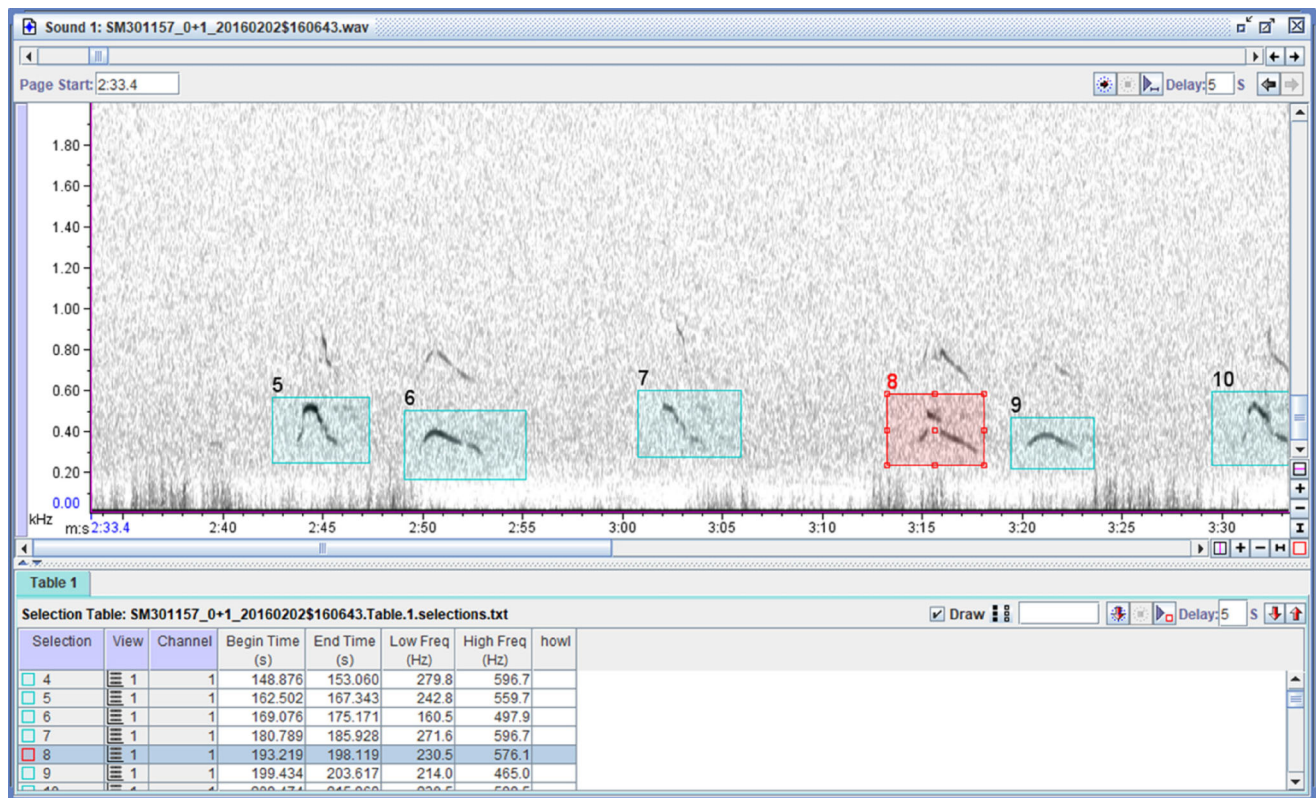 Sound 1: SM301157_0+1_20160202$160643.wav
Page Start: 2:33.4
Delay: 5 S
1.80
1.60
1.40
1.20
1.00
0.80
0.60
0.40
0.20
0.00
kHz
5
6
7
8
9
10
m:s 2:33.4 2:40 2:45 2:50 2:55 3:00 3:05 3:10 3:15 3:20 3:25 3:30
Table 1
Selection Table: SM301157_0+1_20160202$160643.Table.1.selections.txt
Draw
Delay: 5 S
Selection View Channel Begin Time (s) End Time (s) Low Freq (Hz) High Freq (Hz) howl
4 1 1 148.876 153.060 279.8 596.7
5 1 1 162.502 167.343 242.8 559.7
6 1 1 169.076 175.171 160.5 497.9
7 1 1 180.789 185.928 271.6 596.7
8 1 1 193.219 198.119 230.5 576.1
9 1 1 199.434 203.617 214.0 465.0